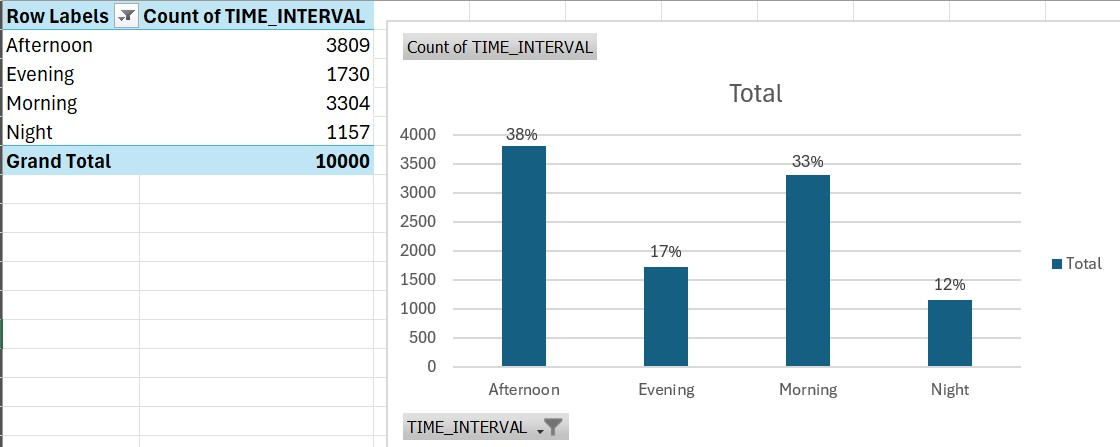 Row Labels Count of TIME_INTERVAL
Afternoon 3809
Evening 1730
Morning 3304
Night 1157
Grand Total 10000
Count of TIME_INTERVAL
Total
4000
3500
3000
2500
2000
1500
1000
500
0
38%
17%
33%
12%
Afternoon Evening Morning Night
Total
TIME_INTERVAL